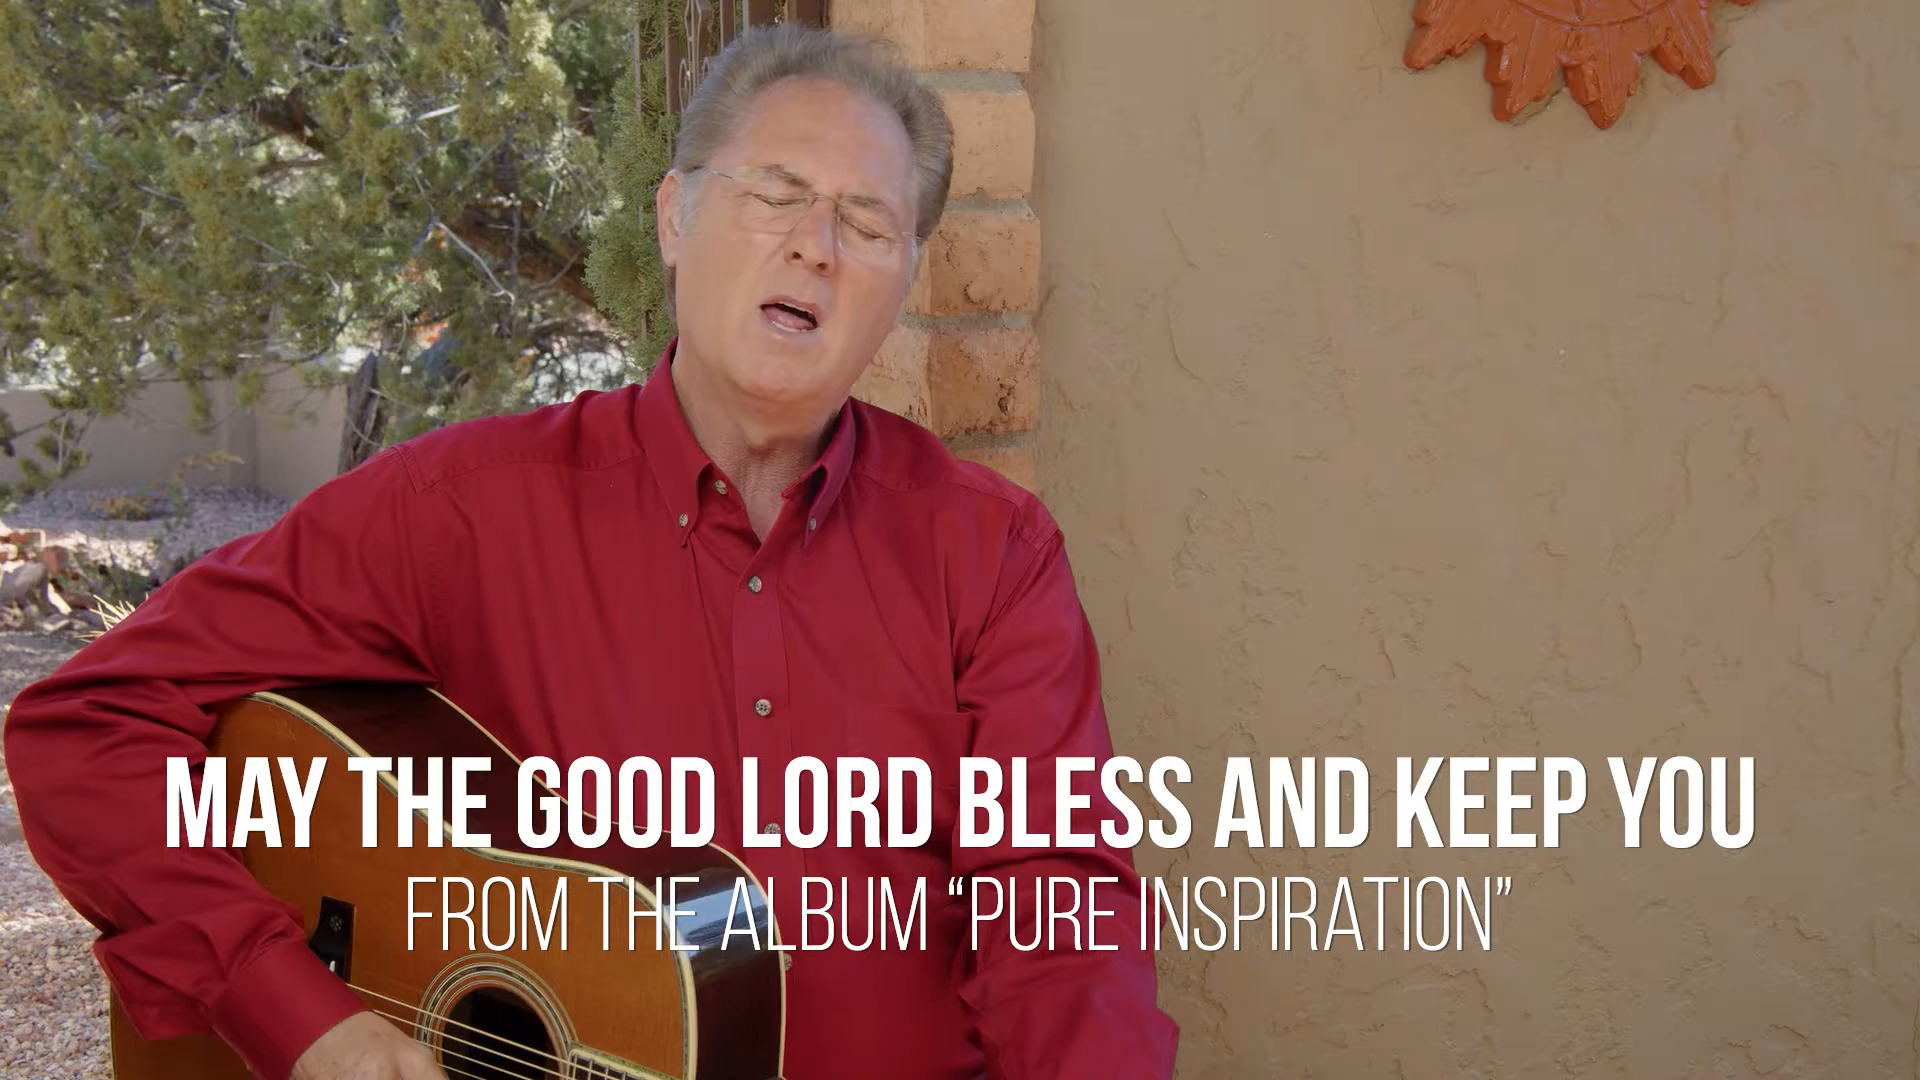 MAY THE GOOD LORD BLESS AND KEEP YOU
FROM THE ALBUM “PURE INSPIRATION”